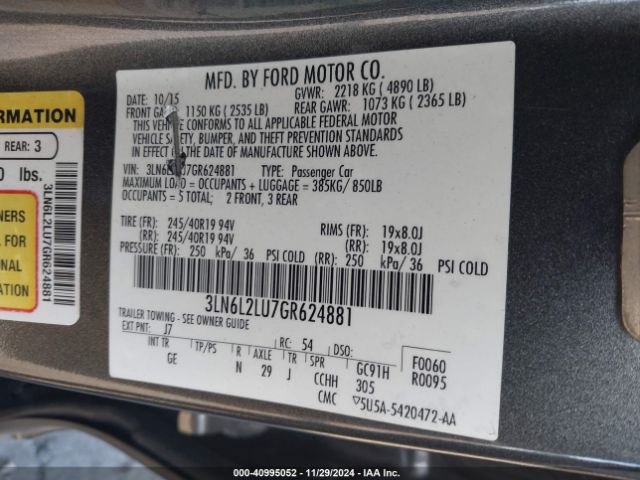 MFD. BY FORD MOTOR CO.
DATE: 10/15 GVWR: 2218 KG ( 4890 LB)
FRONT 1150 KG ( 2535 LB) REAR GAWR: 1073 KG ( 2365 LB)
THIS VEHICLE CONFORMS TO ALL APPLICABLE FEDERAL MOTOR
VEHICLE SAFETY, BUMPER, AND THEFT PREVENTION STANDARDS
IN EFFECT ON THE DATE OF MANUFACTURE SHOWN ABOVE
VIN: 3LN6L2LU7GR624881 TYPE: Passenger Car
MAXIMUM LOAD = OCCUPANTS + LUGGAGE = 385KG/ 850LB
OCCUPANTS = 5 TOTAL; 2 FRONT, 3 REAR
TIRE (FR): 245/40R19 94V RIMS (FR): 19x8.0J
(RR): 245/40R19 94V (RR): 19x8.0J
PRESSURE (FR): 250 kPa/ 36 PSI COLD (RR): 250 kPa/ 36 PSI COLD
3LN6L2LU7GR624881
TRAILER TOWING - SEE OWNER GUIDE
EXT PNT: J7 RC: 54 DSO: F0060
INT TR TP/PS R AXLE TR SPR GC91H R0095
GE N 29 J CCHH 305
CMC 5U5A-5420472-AA
FORMATION
REAR: 3
0 lbs.
NERS
FOR
ONAL
ATION
3LN6L2LU7GR624881
000-40995052 - 11/29/2024 - IAA Inc.